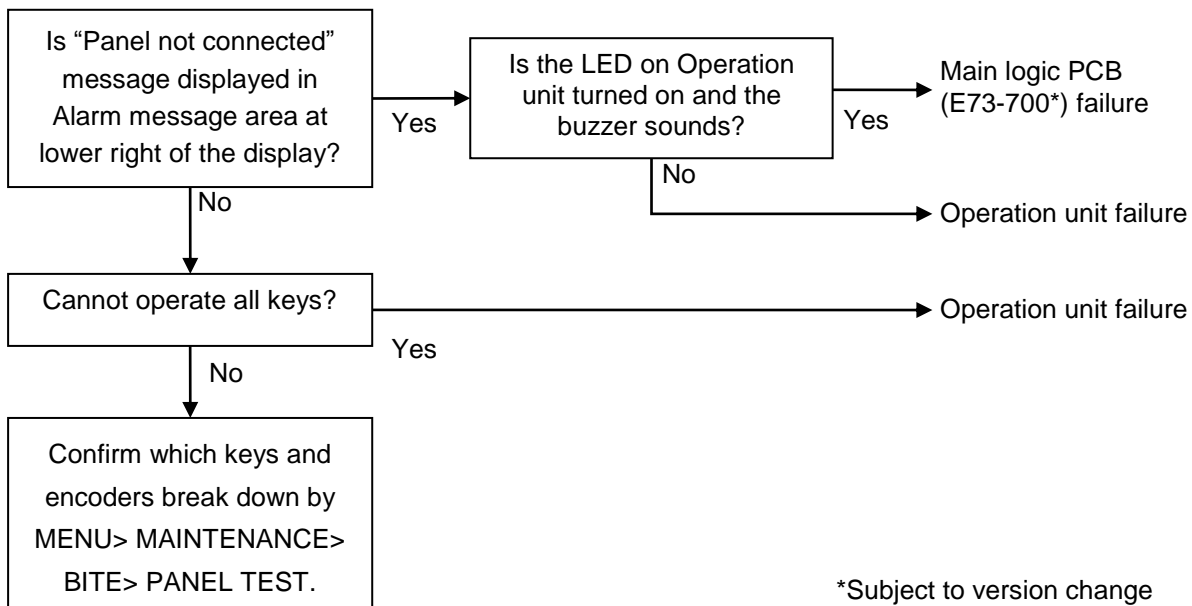 Is “Panel not connected”
message displayed in
Alarm message area at
lower right of the display?
Yes
Is the LED on Operation
unit turned on and the
buzzer sounds?
Yes
Main logic PCB
(E73-700*) failure
No
Operation unit failure
No
Cannot operate all keys?
Yes
Operation unit failure
No
Confirm which keys and
encoders break down by
MENU> MAINTENANCE>
BITE> PANEL TEST.
*Subject to version change